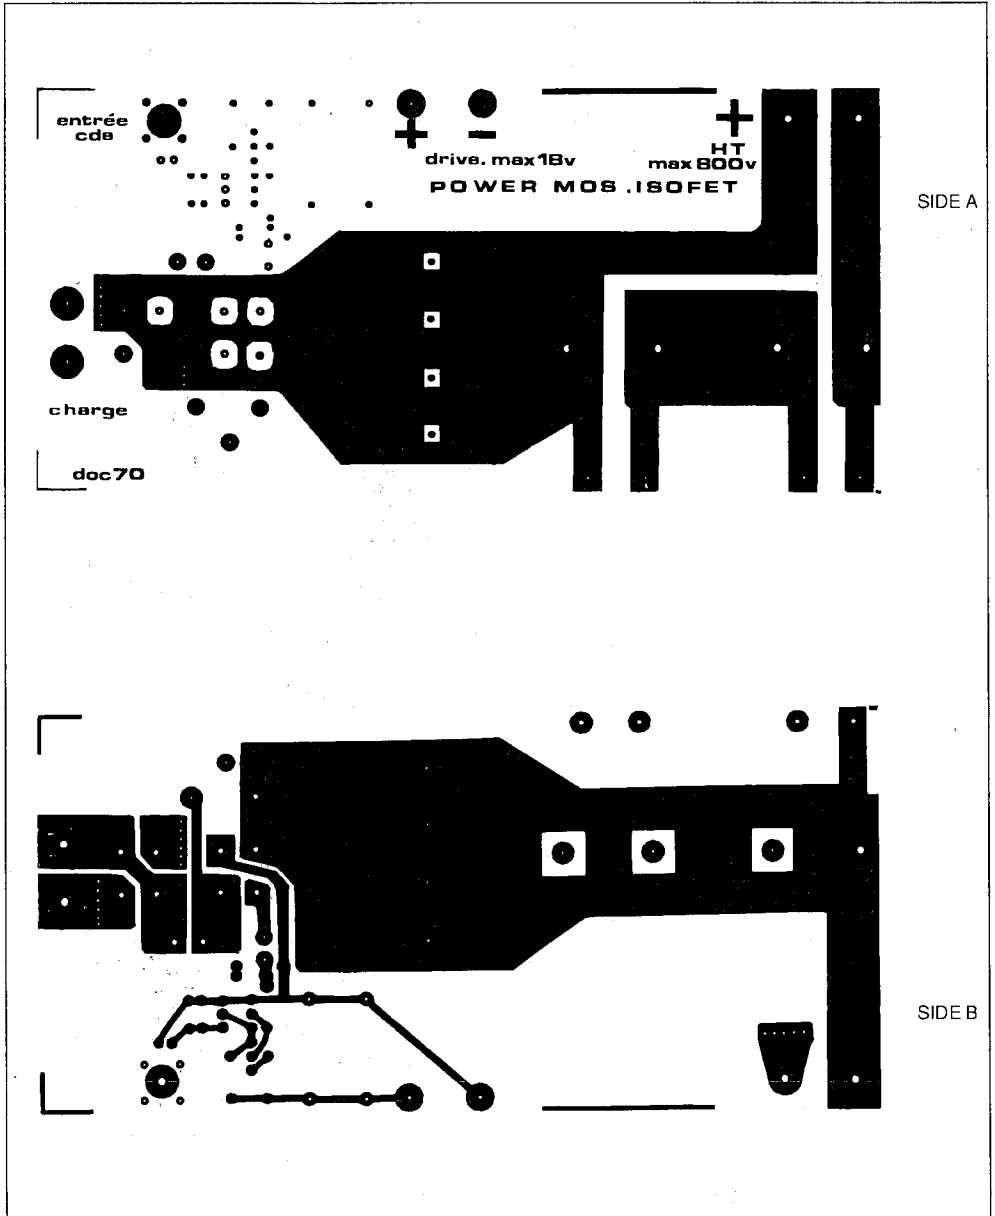 entrée
cde
+ -
drive. max 18v
+
HT
max 800v
POWER MOS .ISOFET
SIDE A
charge
doc70
SIDE B